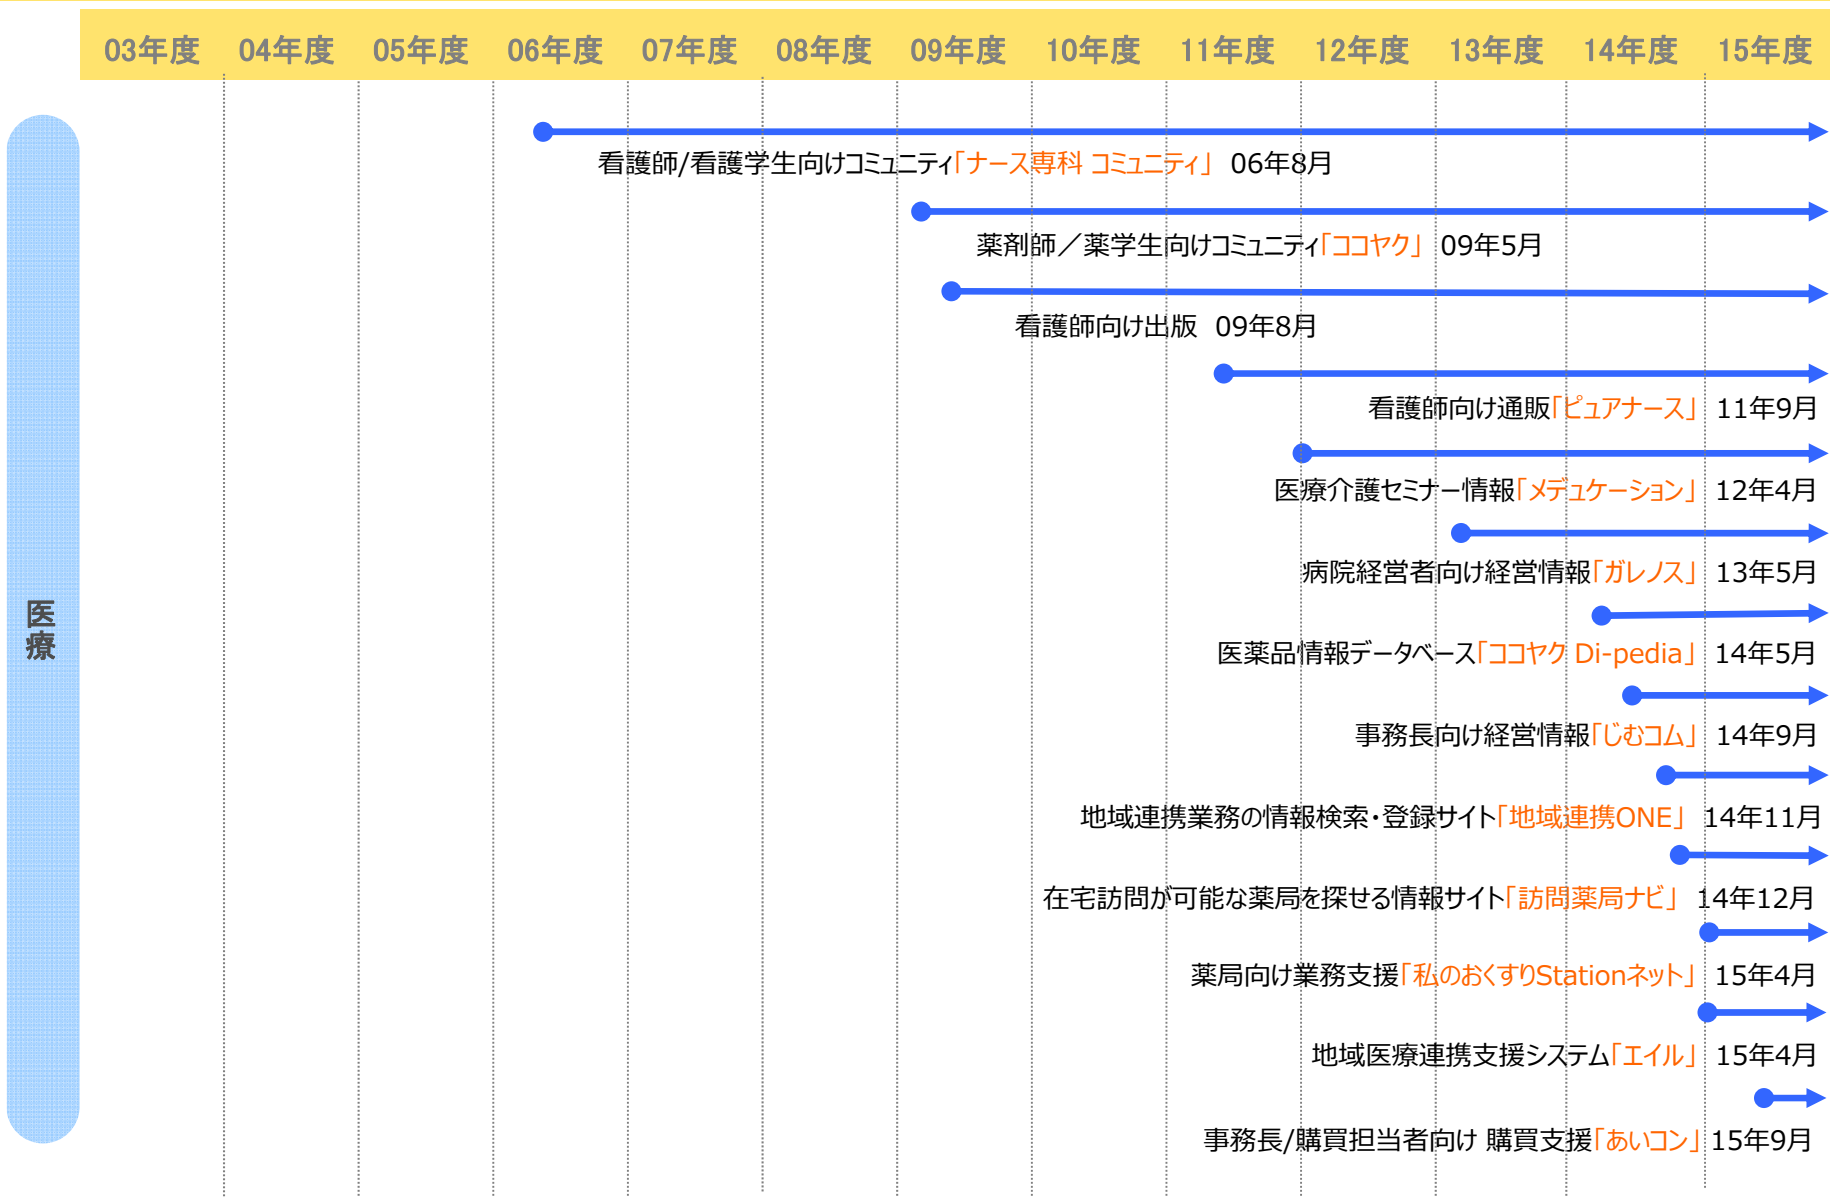 03年度 04年度 05年度 06年度 07年度 08年度 09年度 10年度 11年度 12年度 13年度 14年度 15年度
医療
看護師/看護学生向けコミュニティ「ナース専科 コミュニティ」 06年8月
薬剤師／薬学生向けコミュニティ「ココヤク」 09年5月
看護師向け出版 09年8月
看護師向け通販「ピュアナース」 11年9月
医療介護セミナー情報「メデュケーション」 12年4月
病院経営者向け経営情報「ガレノス」 13年5月
医薬品情報データベース「ココヤク Di-pedia」 14年5月
事務長向け経営情報「じむコム」 14年9月
地域連携業務の情報検索・登録サイト「地域連携ONE」 14年11月
在宅訪問が可能な薬局を探せる情報サイト「訪問薬局ナビ」 14年12月
薬局向け業務支援「私のおくすりStationネット」 15年4月
地域医療連携支援システム「エイル」 15年4月
事務長/購買担当者向け 購買支援「あいコン」 15年9月